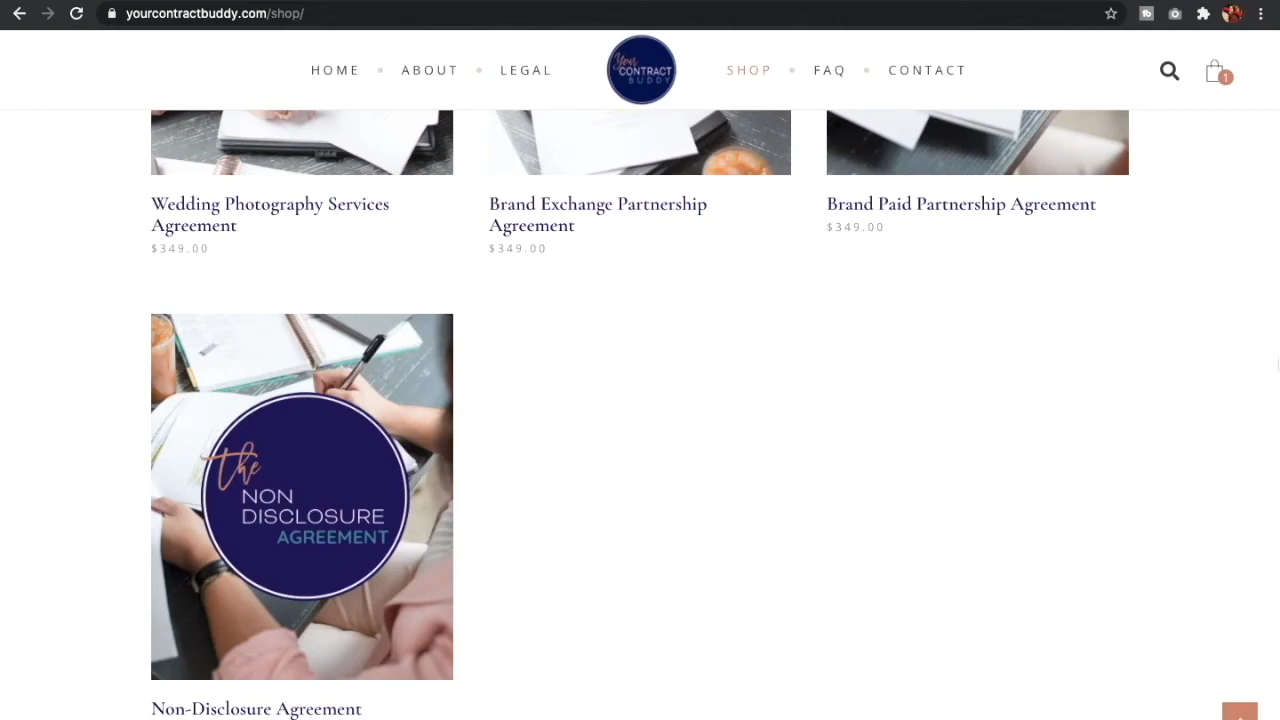 yourcontractbuddy.com/shop/
HOME
ABOUT
LEGAL
Your
CONTRACT
BUDDY
SHOP
FAQ
CONTACT
1
Wedding Photography Services
Agreement
$349.00
Brand Exchange Partnership
Agreement
$349.00
Brand Paid Partnership Agreement
$349.00
the
NON
DISCLOSURE
AGREEMENT
Non-Disclosure Agreement